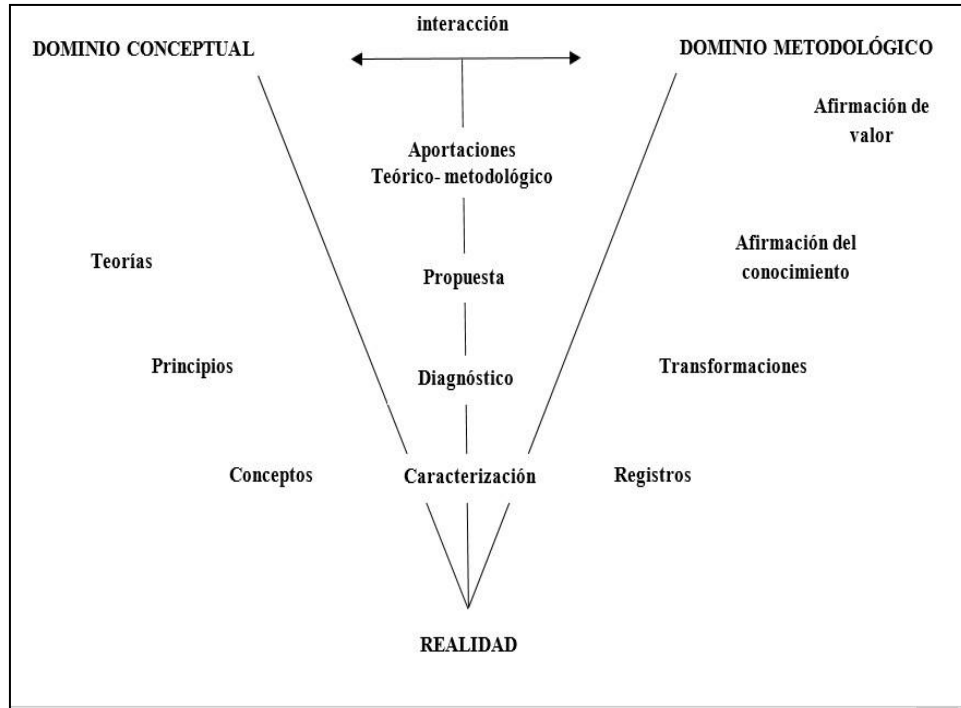 interacción
DOMINIO CONCEPTUAL
DOMINIO METODOLÓGICO
Afirmación de
valor
Aportaciones
Teórico- metodológico
Afirmación del
conocimiento
Teorías
Propuesta
Principios
Diagnóstico
Transformaciones
Conceptos
Caracterización
Registros
REALIDAD